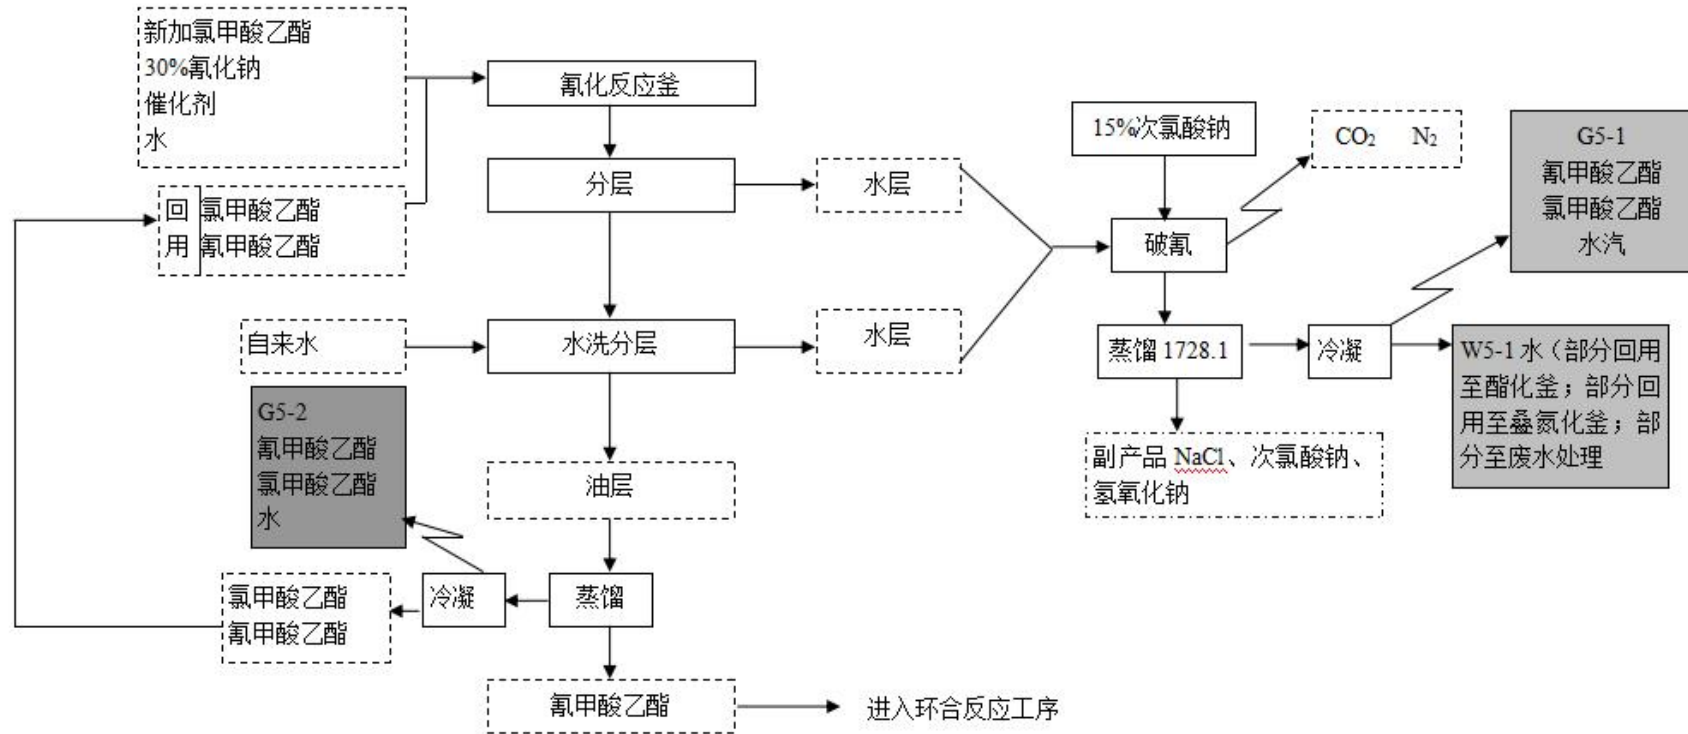 新加氯甲酸乙酯
30%氰化钠
催化剂
水
回用
氯甲酸乙酯
氰甲酸乙酯
氰化反应釜
分层
水层
自来水
水洗分层
水层
油层
蒸馏
冷凝
G5-2
氰甲酸乙酯
氯甲酸乙酯
水
氯甲酸乙酯
氰甲酸乙酯
氰甲酸乙酯
进入环合反应工序
15%次氯酸钠
破氰
CO₂ N₂
蒸馏 1728.1
冷凝
G5-1
氰甲酸乙酯
氯甲酸乙酯
水汽
W5-1 水（部分回用
至酯化釜；部分回
用至叠氮化釜；部
分至废水处理
副产品 NaCl、次氯酸钠、
氢氧化钠